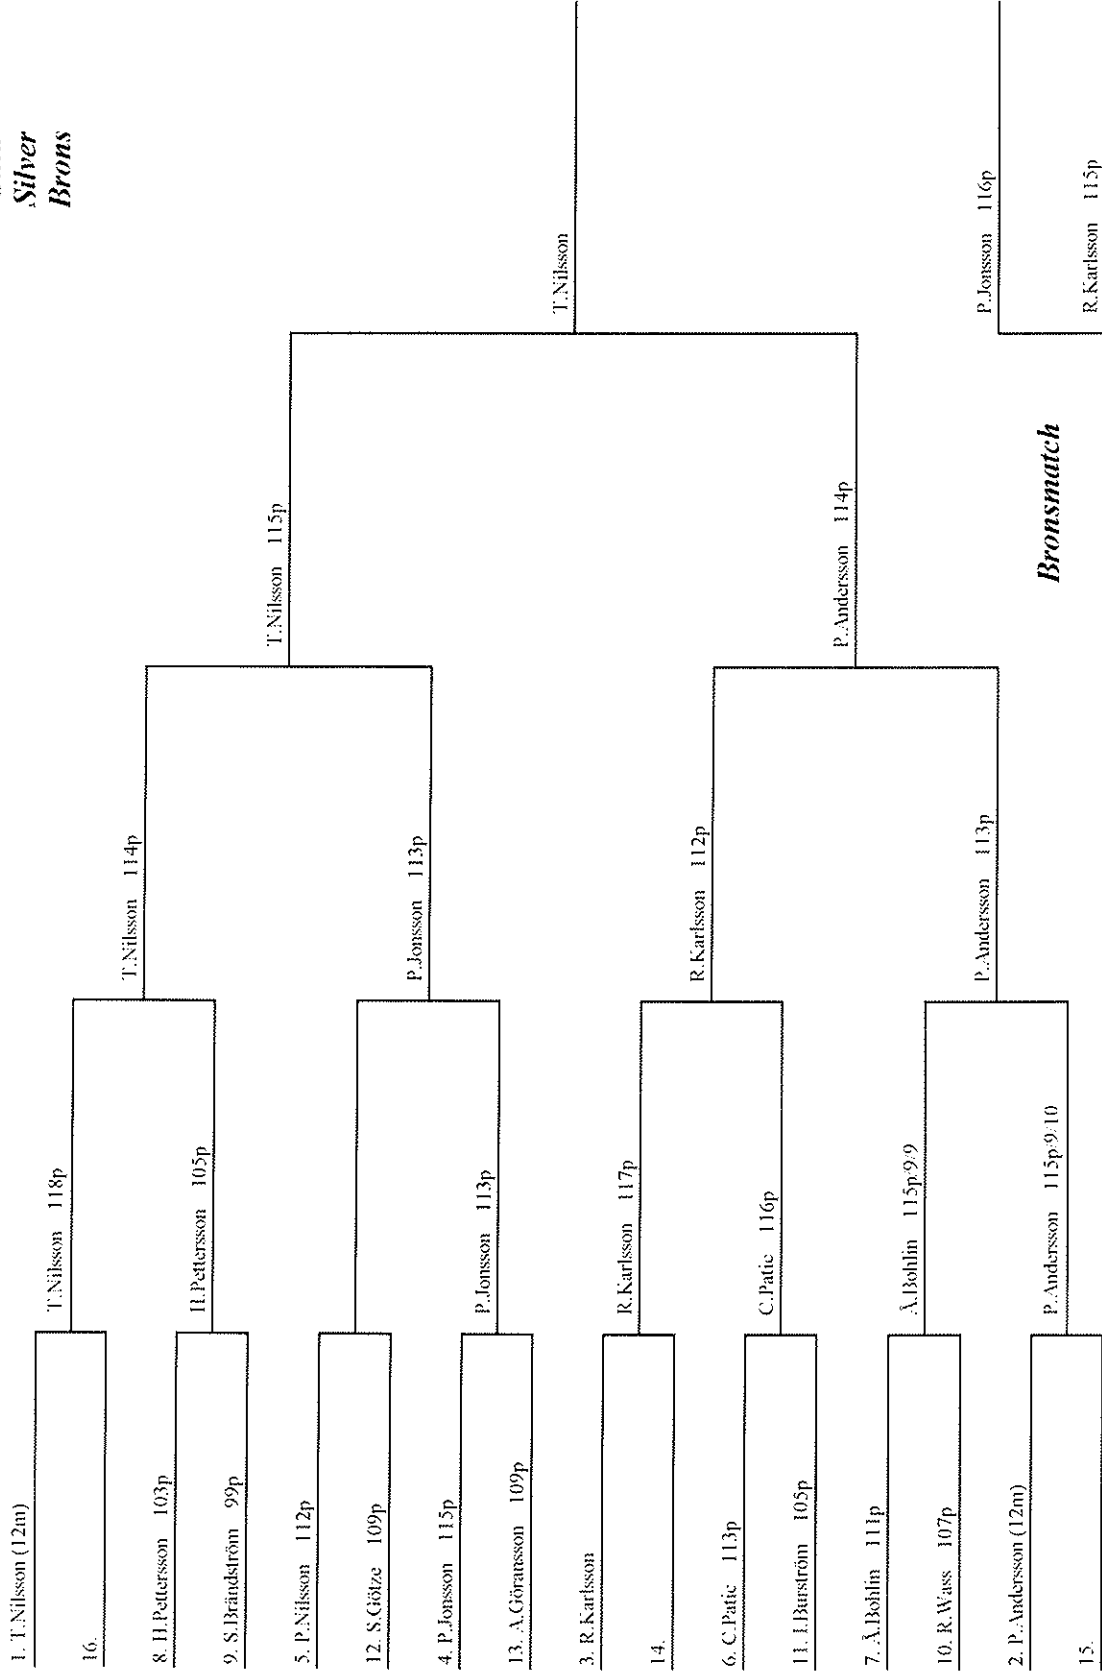 Silver
Brons
1. T.Nilsson (12m)
16.
8. H.Pettersson 103p
9. S.Brändström 99p
5. P.Nilsson 112p
12. S.Götze 109p
4. P.Jonsson 115p
13. A.Göransson 109p
3. R.Karlsson
14.
6. C.Patic 113p
11. I.Burström 105p
7. Å.Bohlin 111p
10. R.Wass 107p
2. P.Andersson (12m)
15.
T.Nilsson 118p
H.Pettersson 105p
P.Jonsson 113p
R.Karlsson 117p
C.Patic 116p
Å.Bohlin 115p/9/9
P.Andersson 115p/9/10
T.Nilsson 114p
P.Jonsson 113p
R.Karlsson 112p
P.Andersson 113p
T.Nilsson 115p
P.Andersson 114p
T.Nilsson
Bronsmatch
P.Jonsson 116p
R.Karlsson 115p